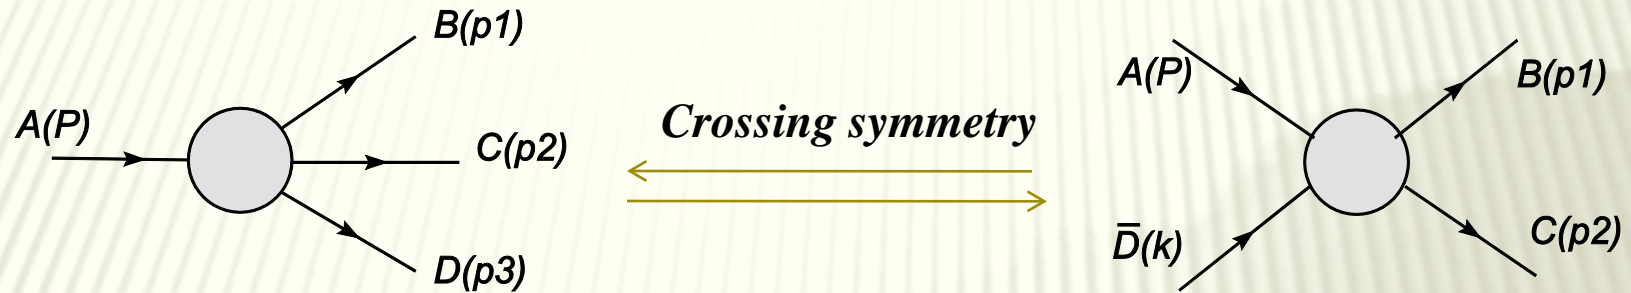 B(p1)
A(P)
C(p2)
D(p3)
Crossing symmetry
A(P)
B(p1)
D̅(k)
C(p2)